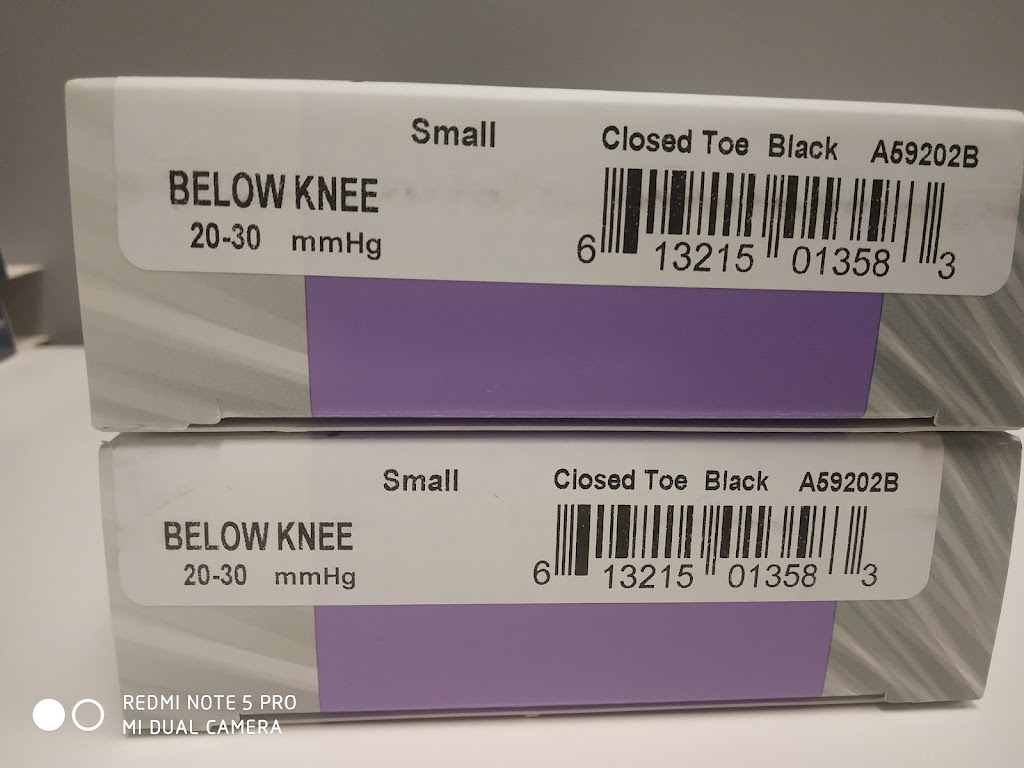 Small Closed Toe Black A59202B
BELOW KNEE
20-30 mmHg
6 13215 01358 3
Small Closed Toe Black A59202B
BELOW KNEE
20-30 mmHg
6 13215 01358 3
REDMI NOTE 5 PRO
MI DUAL CAMERA